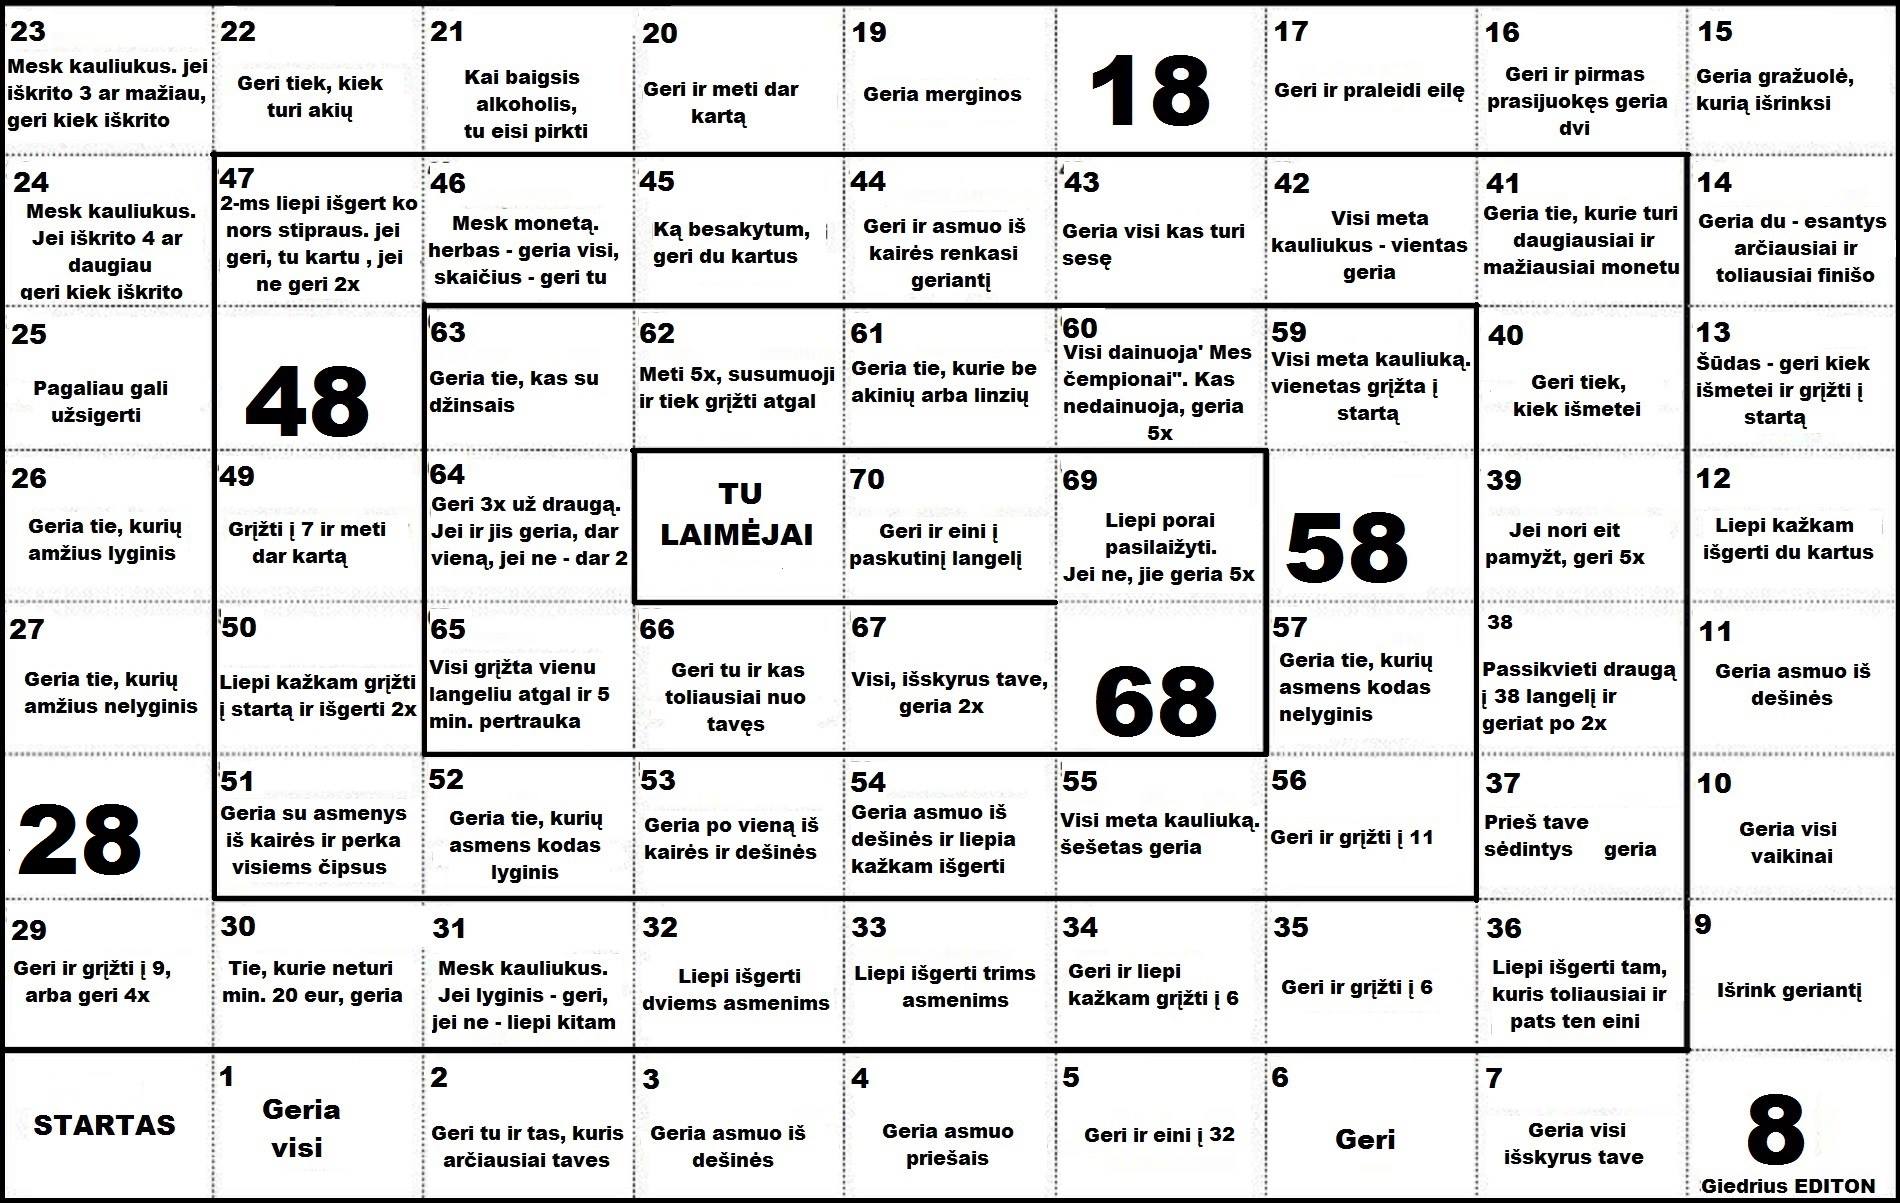 23
Mesk kauliukus. jei
iškrito 3 ar mažiau,
geri kiek iškrito
22
Geri tiek, kiek
turi akių
21
Kai baigsis
alkoholis,
tu eisi pirkti
20
Geri ir meti dar
kartą
19
Geria merginos
18
17
Geri ir praleidi eilę
16
Geri ir pirmas
prasijuokęs geria
dvi
15
Geria gražuolė,
kurią išrinksi
24
Mesk kauliukus.
Jei iškrito 4 ar
daugiau
geri kiek iškrito
47
2-ms liepi išgert ko
nors stipraus. jei
geri, tu kartu , jei
ne geri 2x
46
Mesk monetą.
herbas - geria visi,
skaičius - geri tu
45
Ką besakytum,
geri du kartus
44
Geri ir asmuo iš
kairės renkasi
geriantį
43
Geria visi kas turi
sesę
42
Visi meta
kauliukus - vientas
geria
41
Geria tie, kurie turi
daugiausiai ir
mažiausiai monetu
14
Geria du - esantys
arčiausiai ir
toliausiai finišo
25
Pagaliau gali
užsigerti
48
63
Geria tie, kas su
džinsais
62
Meti 5x, susumuoji
ir tiek grįžti atgal
61
Geria tie, kurie be
akinių arba linzių
60
Visi dainuoja' Mes
čempionai". Kas
nedainuoja, geria
5x
59
Visi meta kauliuką.
vienetas grįžta į
startą
40
Geri tiek,
kiek išmetei
13
Šūdas - geri kiek
išmetei ir grįžti į
startą
26
Geria tie, kurių
amžius lyginis
49
Grįžti į 7 ir meti
dar kartą
64
Geri 3x už draugą.
Jei ir jis geria, dar
vieną, jei ne - dar 2
TU
LAIMĖJAI
70
Geri ir eini į
paskutinį langelį
69
Liepi porai
pasilaižyti.
Jei ne, jie geria 5x
58
39
Jei nori eit
pamyžt, geri 5x
12
Liepi kažkam
išgerti du kartus
27
Geria tie, kurių
amžius nelyginis
50
Liepi kažkam grįžti
į startą ir išgerti 2x
65
Visi grįžta vienu
langeliu atgal ir 5
min. pertrauka
66
Geri tu ir kas
toliausiai nuo
tavęs
67
Visi, išskyrus tave,
geria 2x
68
57
Geria tie, kurių
asmens kodas
nelyginis
38
Passikvieti draugą
į 38 langelį ir
geriat po 2x
11
Geria asmuo iš
dešinės
28
51
Geria su asmenys
iš kairės ir perka
visiems čipsus
52
Geria tie, kurių
asmens kodas
lyginis
53
Geria po vieną iš
kairės ir dešinės
54
Geria asmuo iš
dešinės ir liepia
kažkam išgerti
55
Visi meta kauliuką.
šešetas geria
56
Geri ir grįžti į 11
37
Prieš tave
sėdintys geria
10
Geria visi
vaikinai
29
Geri ir grįžti į 9,
arba geri 4x
30
Tie, kurie neturi
min. 20 eur, geria
31
Mesk kauliukus.
Jei lyginis - geri,
jei ne - liepi kitam
32
Liepi išgerti
dviems asmenims
33
Liepi išgerti trims
asmenims
34
Geri ir liepi
kažkam grįžti į 6
35
Geri ir grįžti į 6
36
Liepi išgerti tam,
kuris toliausiai ir
pats ten eini
9
Išrink geriantį
STARTAS
1
Geria
visi
2
Geri tu ir tas, kuris
arčiausiai taves
3
Geria asmuo iš
dešinės
4
Geria asmuo
priešais
5
Geri ir eini į 32
6
Geri
7
Geria visi
išskyrus tave
8
Giedrius EDITON